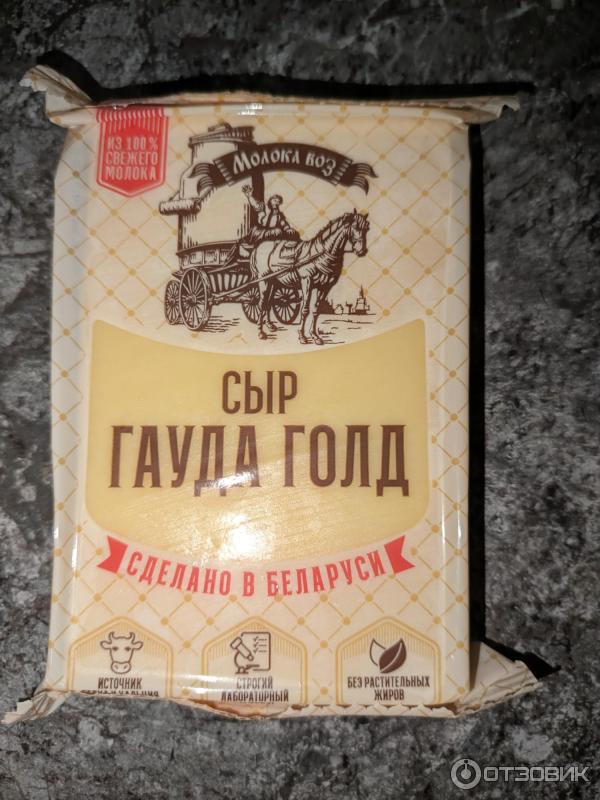 ИЗ 100%
СВЕЖЕГО
МОЛОКА
МОЛОКА ВОЗ
СЫР
ГАУДА ГОЛД
СДЕЛАНО В БЕЛАРУСИ
ИСТОЧНИК
СТРОГИЙ
ЛАБОРАТОРНЫЙ
БЕЗ РАСТИТЕЛЬНЫХ
ЖИРОВ
ОТЗОВИК